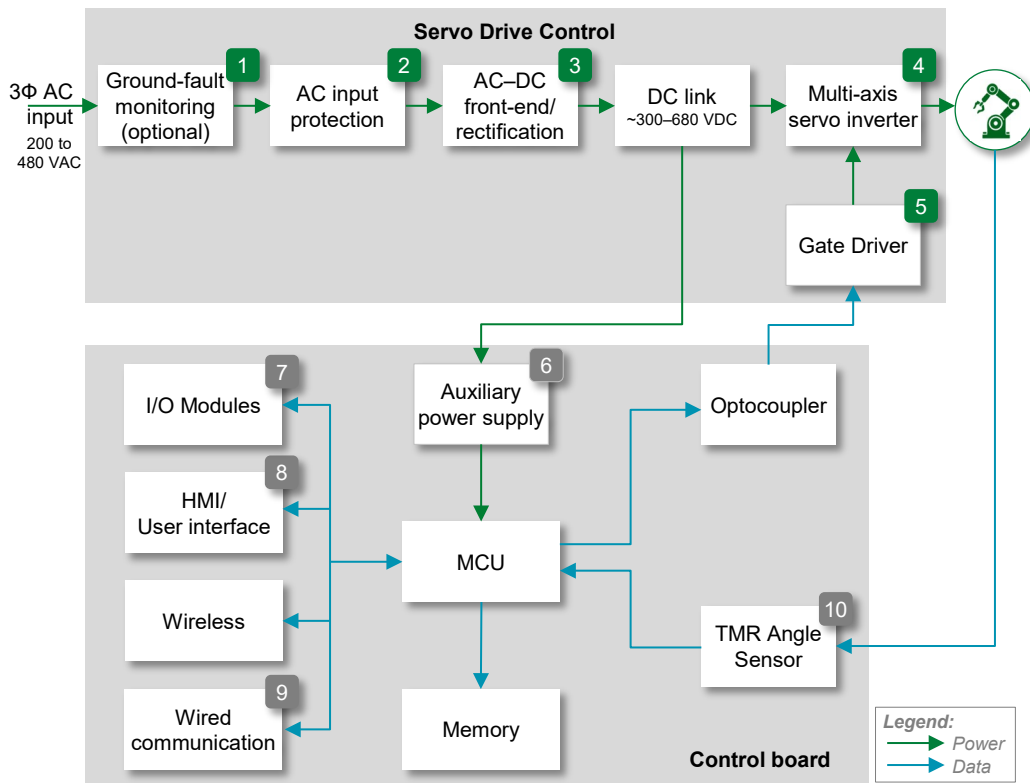 Servo Drive Control
3Φ AC
input
200 to
480 VAC
1
Ground-fault
monitoring
(optional)
2
AC input
protection
3
AC–DC
front-end/
rectification
DC link
~300–680 VDC
4
Multi-axis
servo inverter
5
Gate Driver
7
I/O Modules
6
Auxiliary
power supply
Optocoupler
8
HMI/
User interface
MCU
Wireless
10
TMR Angle
Sensor
9
Wired
communication
Memory
Control board
Legend:
Power
Data